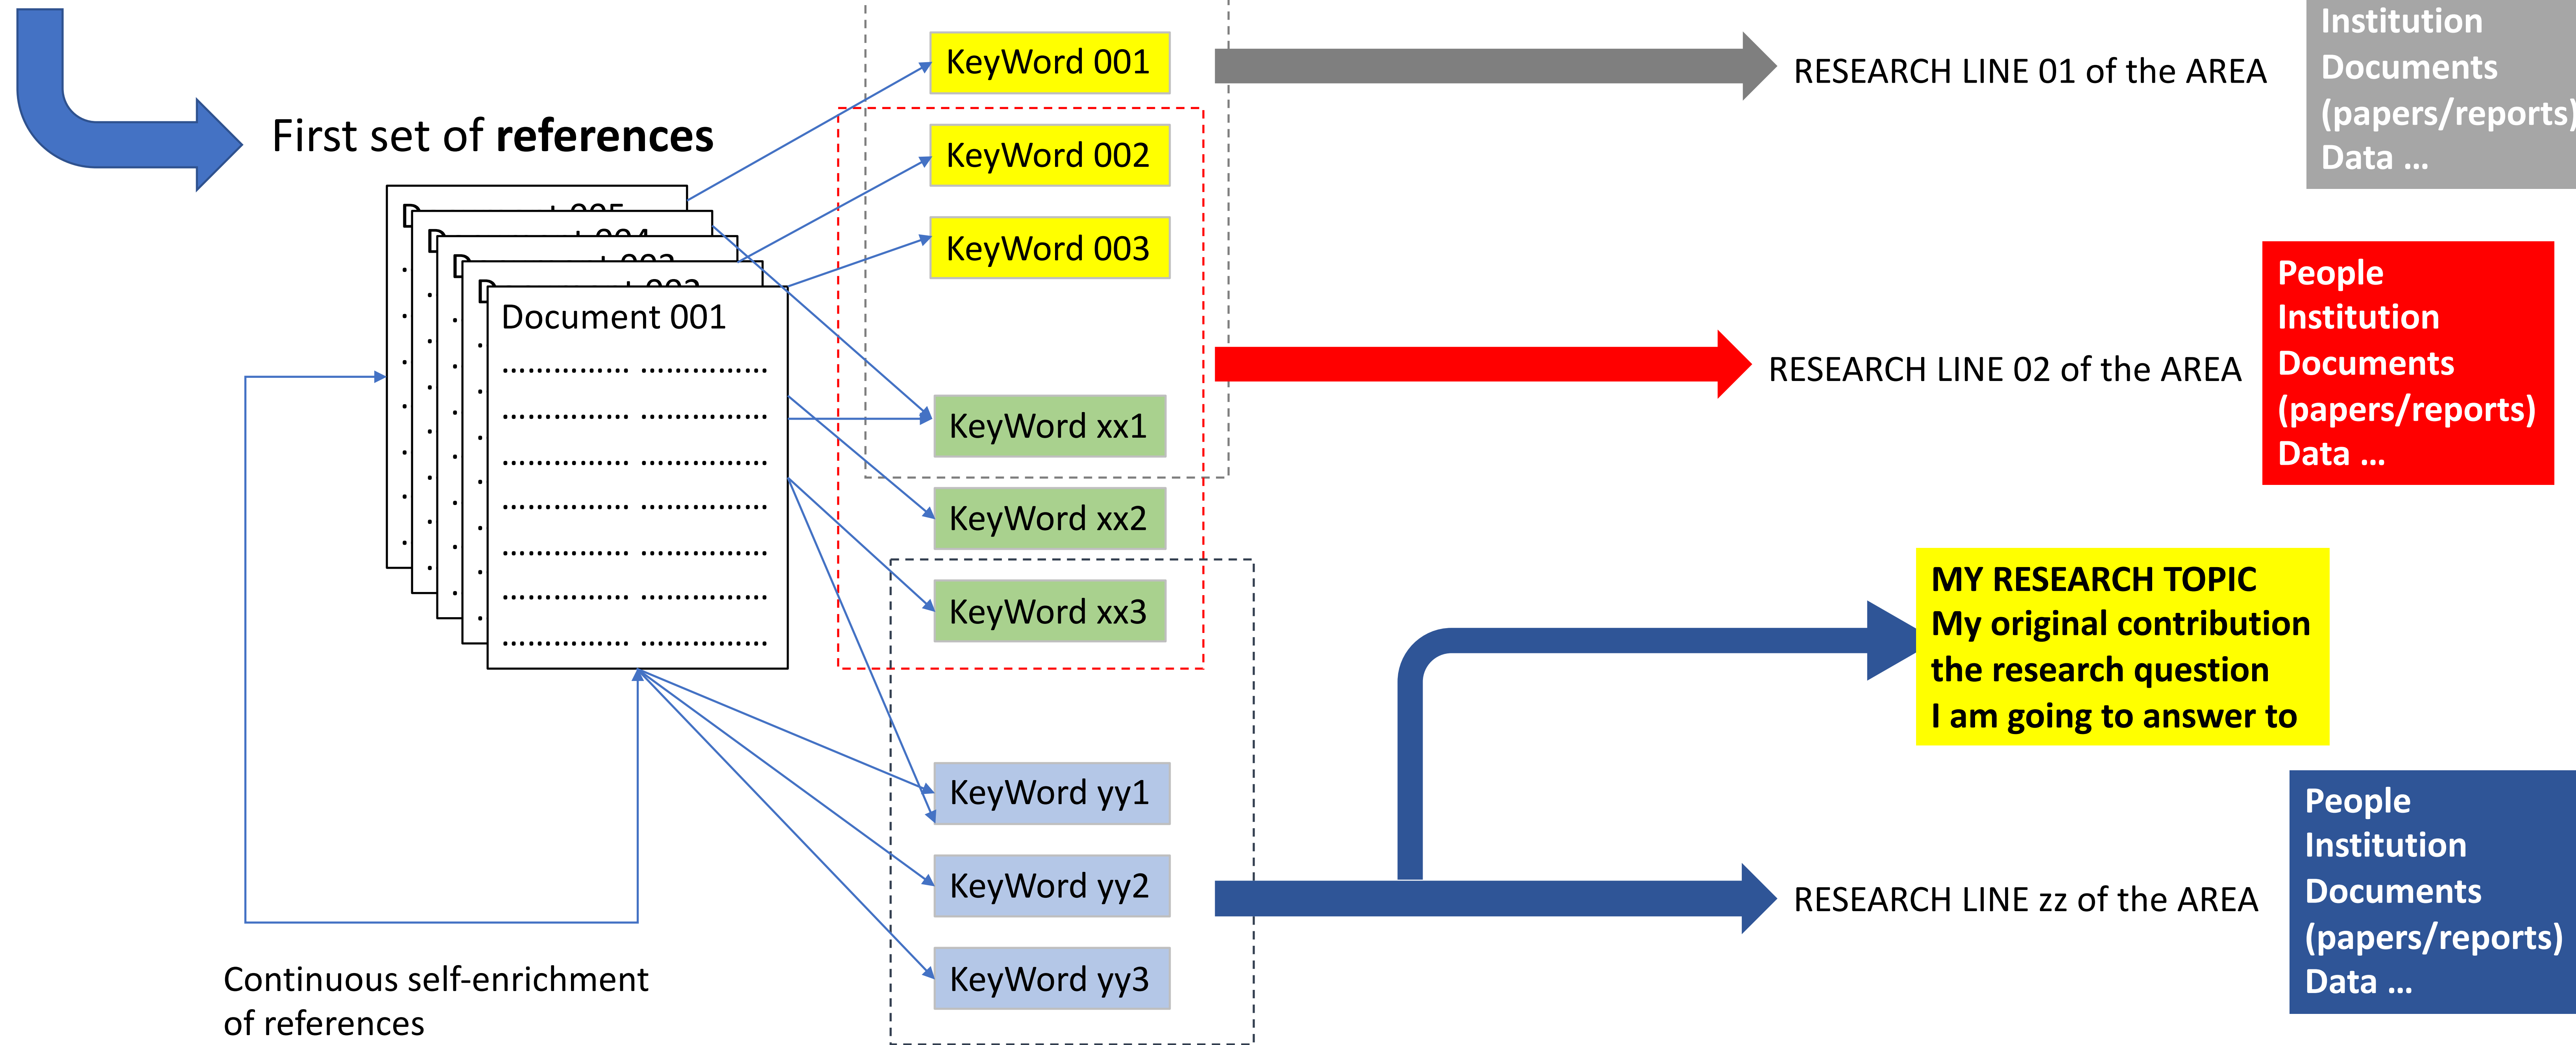 First set of references
Document 001
Continuous self-enrichment
of references
KeyWord 001
KeyWord 002
KeyWord 003
KeyWord xx1
KeyWord xx2
KeyWord xx3
KeyWord yy1
KeyWord yy2
KeyWord yy3
RESEARCH LINE 01 of the AREA
Institution
Documents
(papers/reports)
Data ...
RESEARCH LINE 02 of the AREA
People
Institution
Documents
(papers/reports)
Data ...
MY RESEARCH TOPIC
My original contribution
the research question
I am going to answer to
RESEARCH LINE zz of the AREA
People
Institution
Documents
(papers/reports)
Data ...